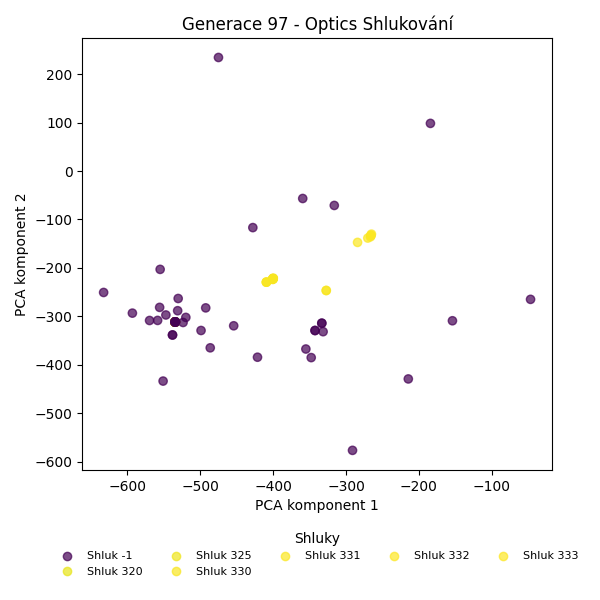 Generace 97 - Optics Shlukování
PCA komponent 2
200
100
0
−100
−200
−300
−400
−500
−600
−600 −500 −400 −300 −200 −100
PCA komponent 1
Shluky
Shluk -1 Shluk 325 Shluk 331 Shluk 332 Shluk 333
Shluk 320 Shluk 330